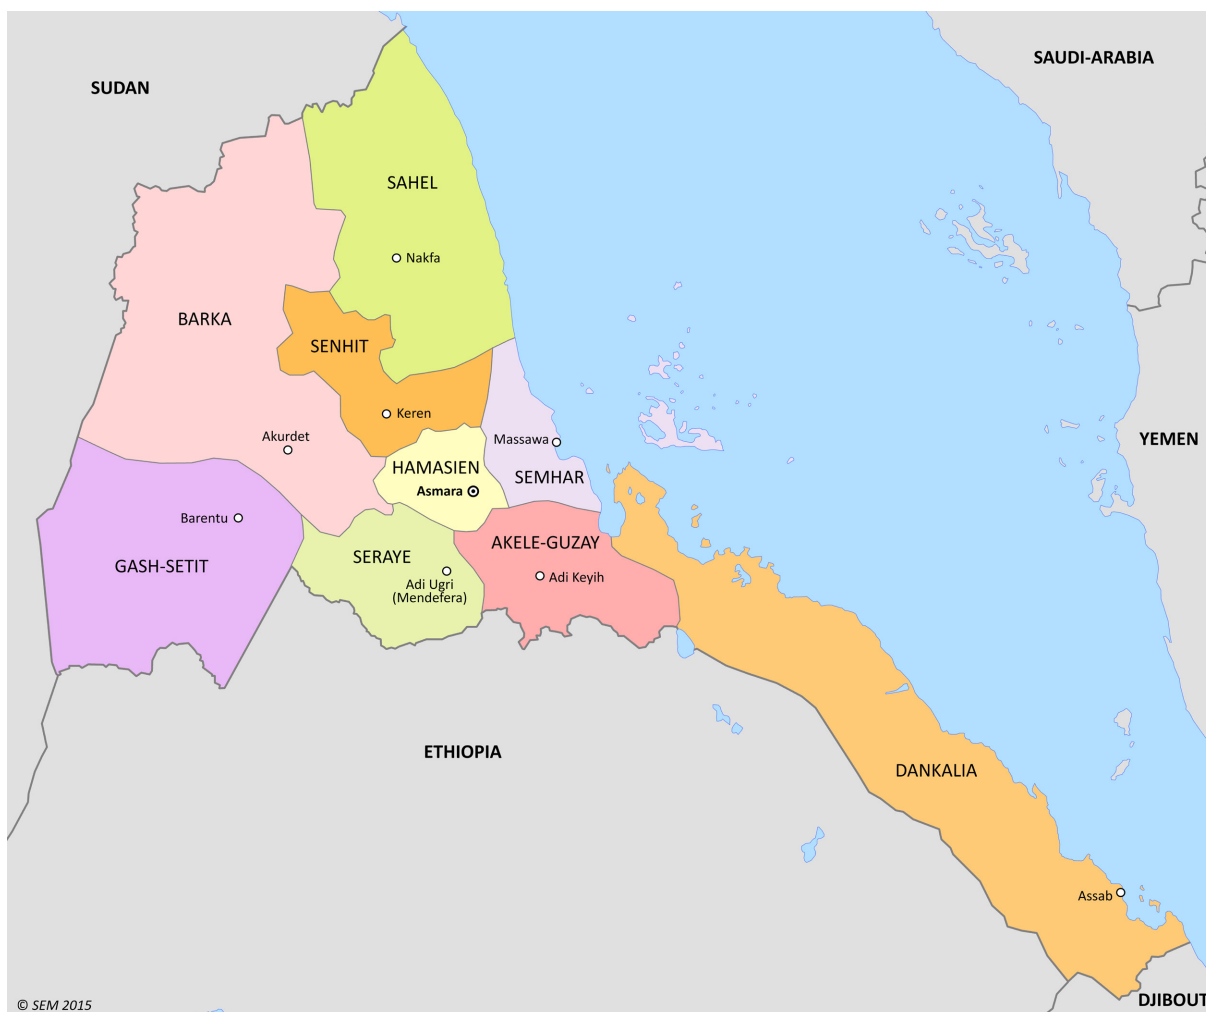 SAUDI-ARABIA
SUDAN
SAHEL
Nakfa
BARKA
SENHIT
Keren
Akurdet
Massawa
YEMEN
HAMASIEN
SEMHAR
Asmara
Barentu
AKELE-GUZAY
SERAYE
GASH-SETIT
Adi Keyih
Adi Ugri
(Mendefera)
ETHIOPIA
DANKALIA
Assab
DJIBOUT
© SEM 2015